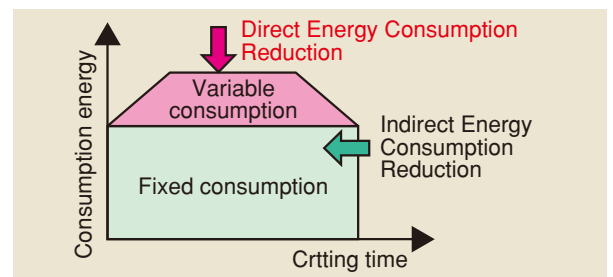 Direct Energy Consumption
Reduction
Consumption energy
Variable
consumption
Indirect Energy
Consumption
Reduction
Fixed consumption
Crtting time